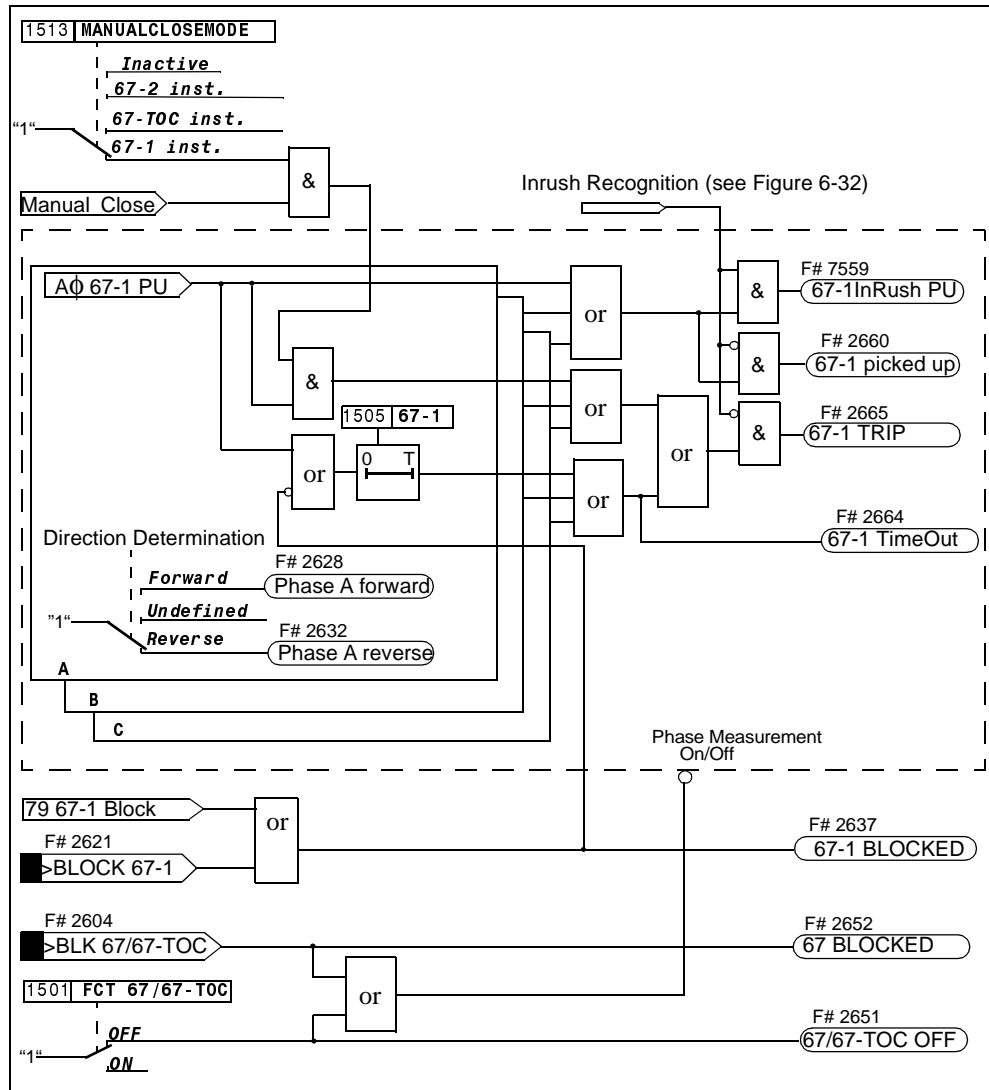 1513 MANUALCLOSEMODE
Inactive
67-2 inst.
67-TOC inst.
“1“
67-1 inst.
&
Manual Close
Inrush Recognition (see Figure 6-32)
Aϕ 67-1 PU
or
&
F# 7559
67-1InRush PU
&
F# 2660
67-1 picked up
&
or
1505 67-1
0 T
or
or
or
&
F# 2665
67-1 TRIP
F# 2664
67-1 TimeOut
Direction Determination
F# 2628
Forward
Phase A forward
Undefined
”1“
Reverse
F# 2632
Phase A reverse
A
B
C
Phase Measurement
On/Off
79 67-1 Block
or
F# 2621
>BLOCK 67-1
F# 2637
67-1 BLOCKED
F# 2604
>BLK 67/67-TOC
F# 2652
67 BLOCKED
1501 FCT 67/67-TOC
or
OFF
“1“
ON
F# 2651
67/67-TOC OFF